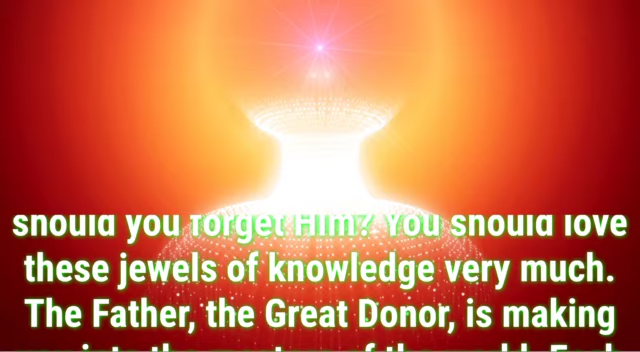 should you forget Him? You should love
these jewels of knowledge very much.
The Father, the Great Donor, is making